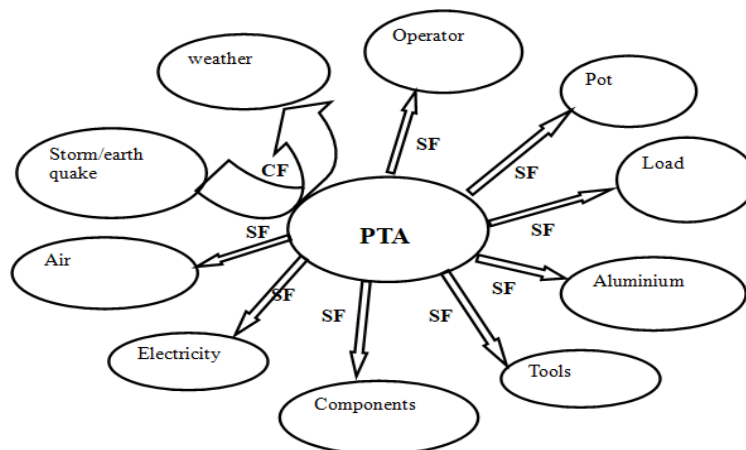 Operator
weather
Pot
SF
Storm/earth
quake
CF
SF
Load
SF
PTA
SF
Air
SF
Aluminium
SF
SF
SF
Electricity
Tools
Components